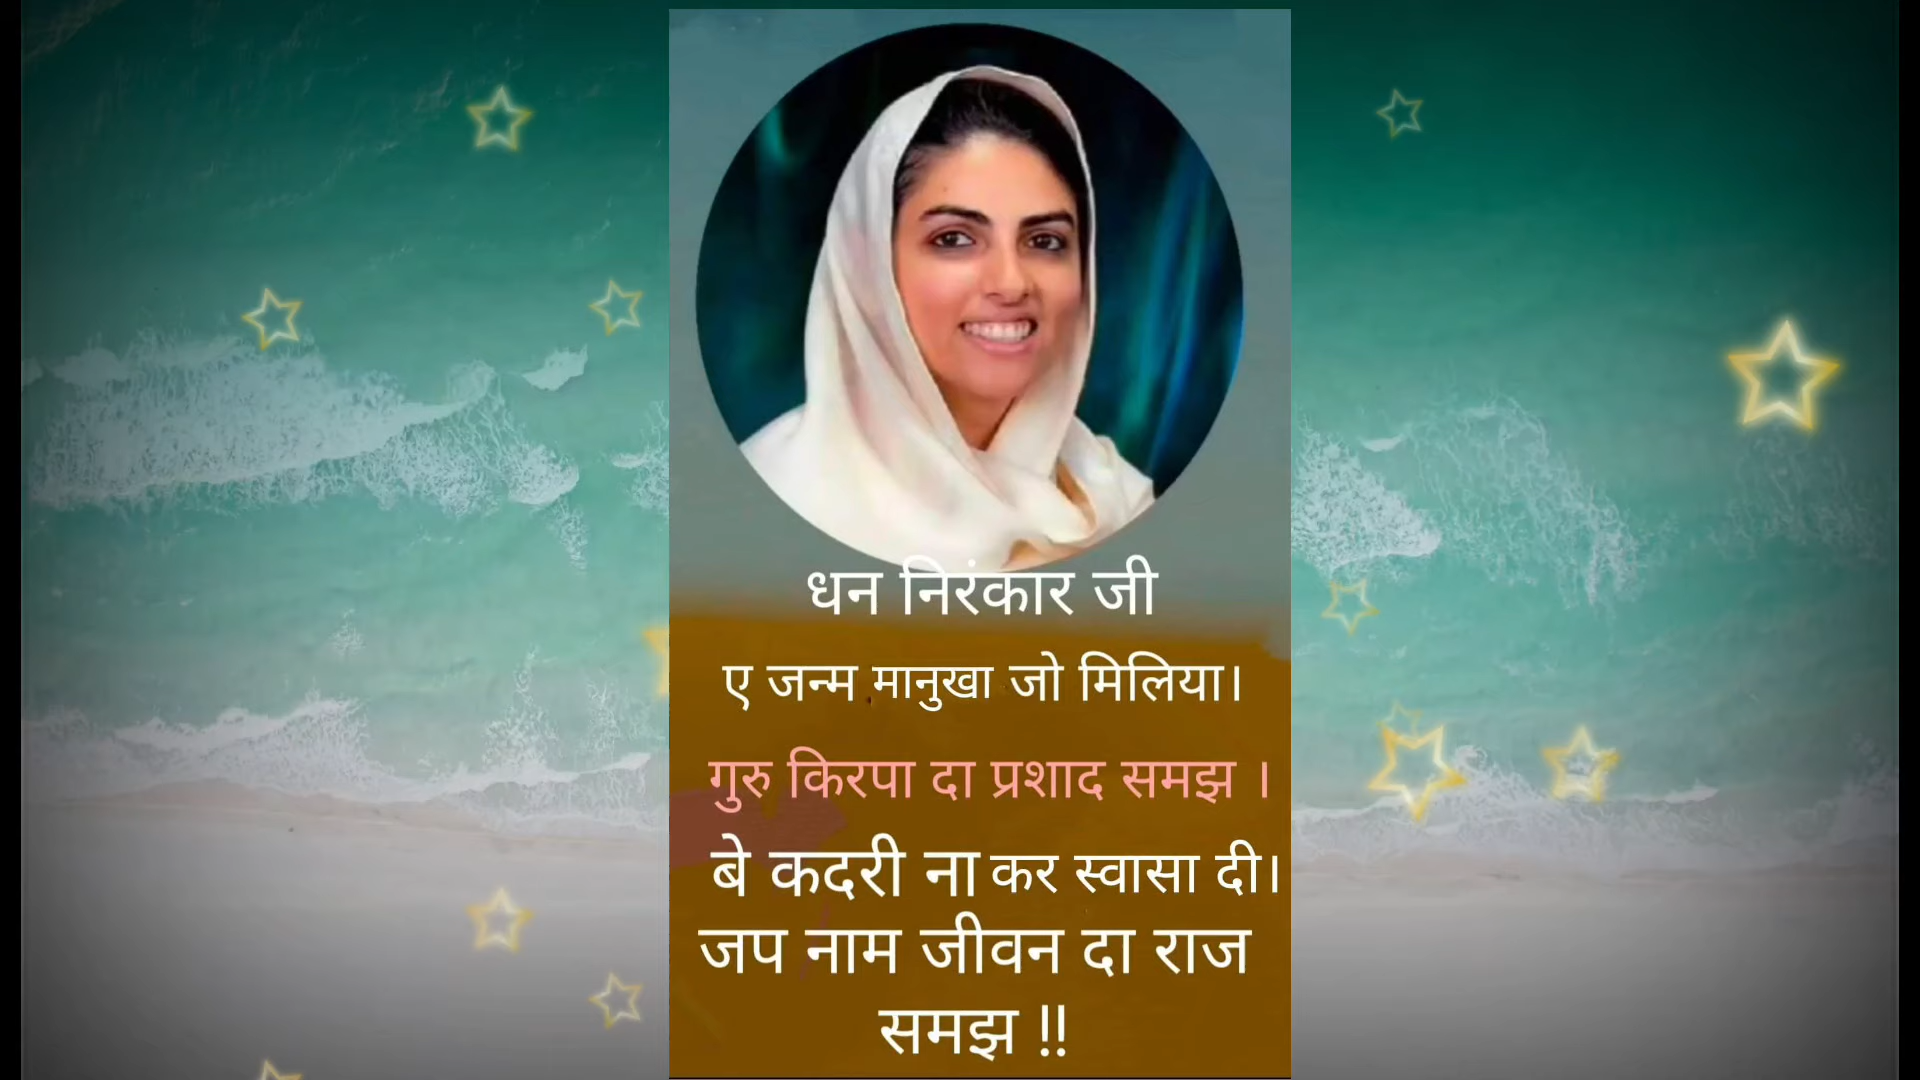 धन निरंकार जी
ए जन्म मानुखा जो मिलिया।
गुरु किरपा दा प्रशाद समझ ।
बे कदरी ना कर स्वासा दी।
जप नाम जीवन दा राज
समझ !!